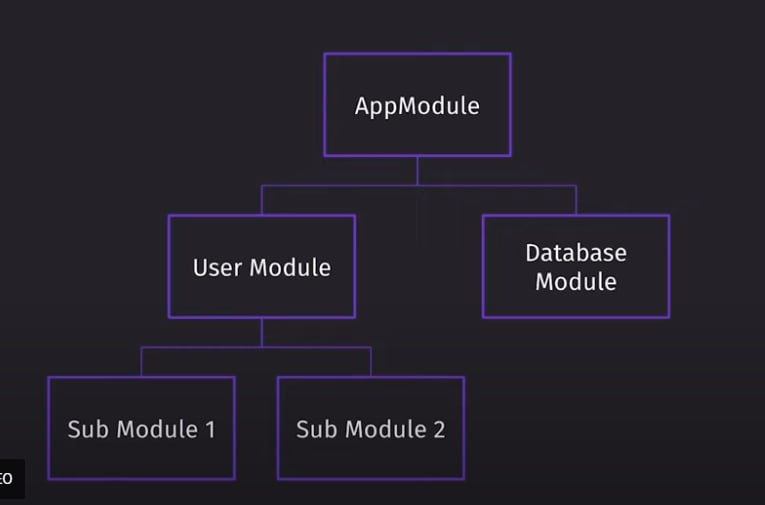 AppModule
User Module
Database
Module
Sub Module 1
Sub Module 2
EO